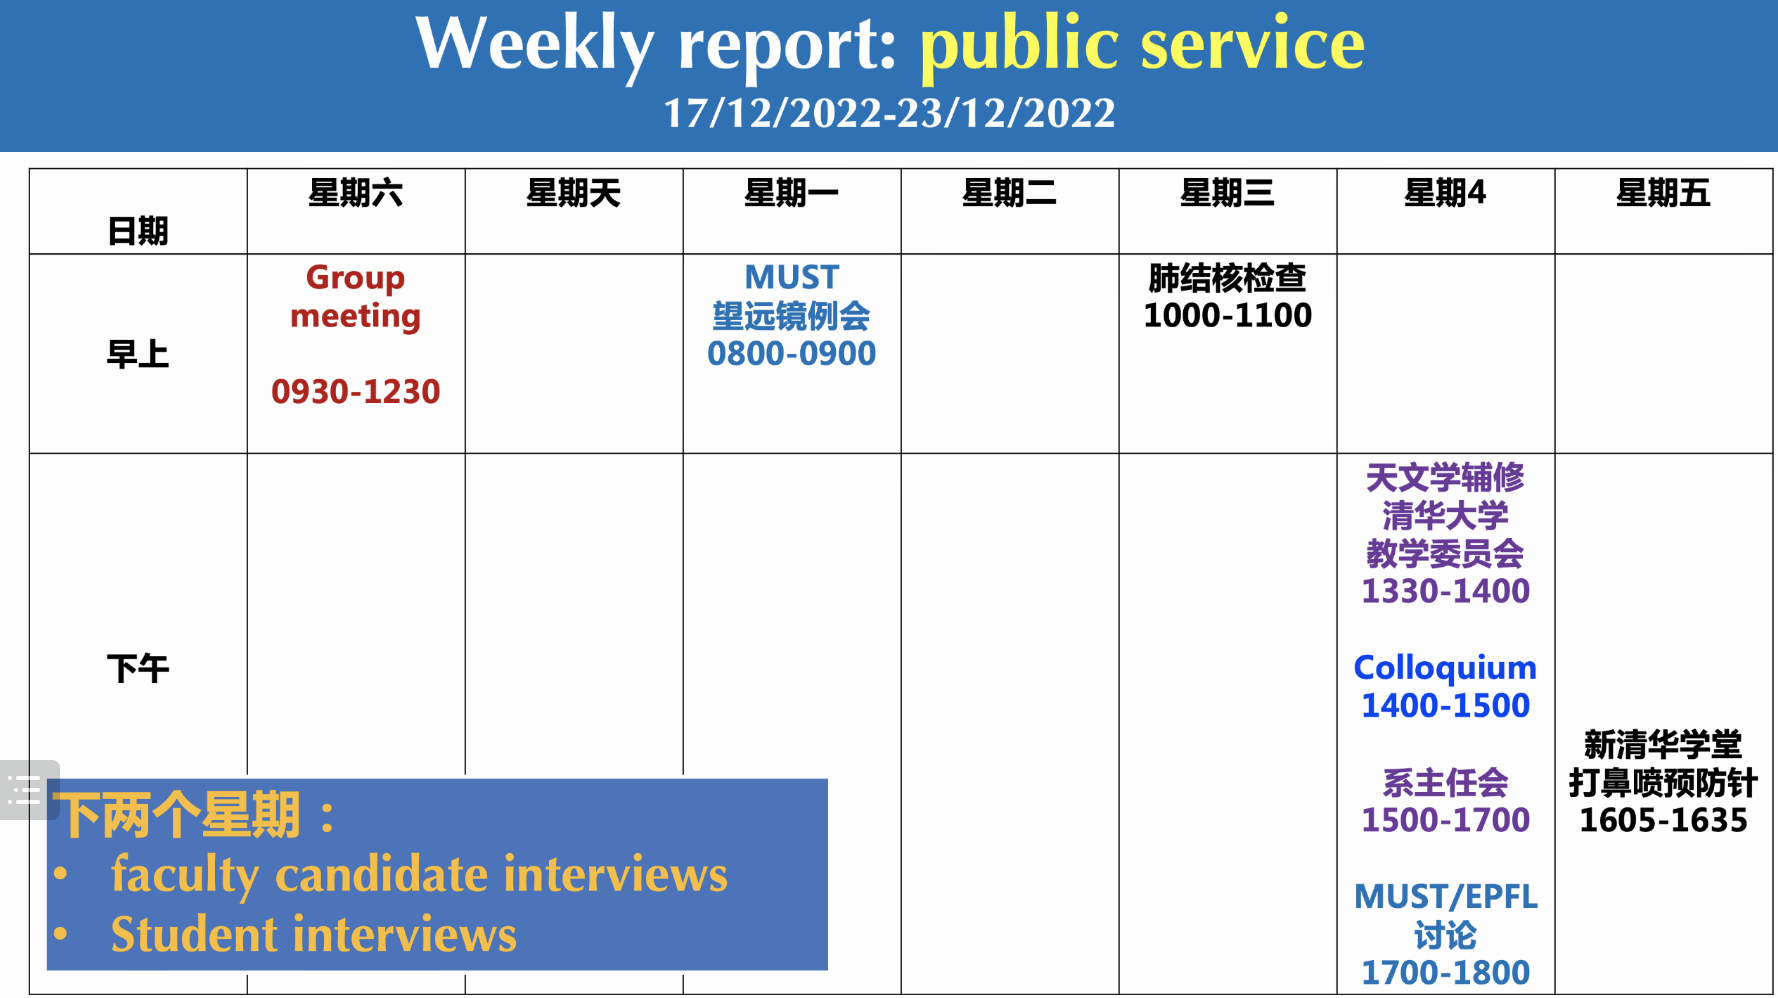 Weekly report: public service
17/12/2022-23/12/2022
日期
星期六
星期天
星期一
星期二
星期三
星期4
星期五
早上
Group
meeting
0930-1230
MUST
望远镜例会
0800-0900
肺结核检查
1000-1100
下午
天文学辅修
清华大学
教学委员会
1330-1400
Colloquium
1400-1500
系主任会
1500-1700
MUST/EPFL
讨论
1700-1800
新清华学堂
打鼻喷预防针
1605-1635
下两个星期：
• faculty candidate interviews
• Student interviews